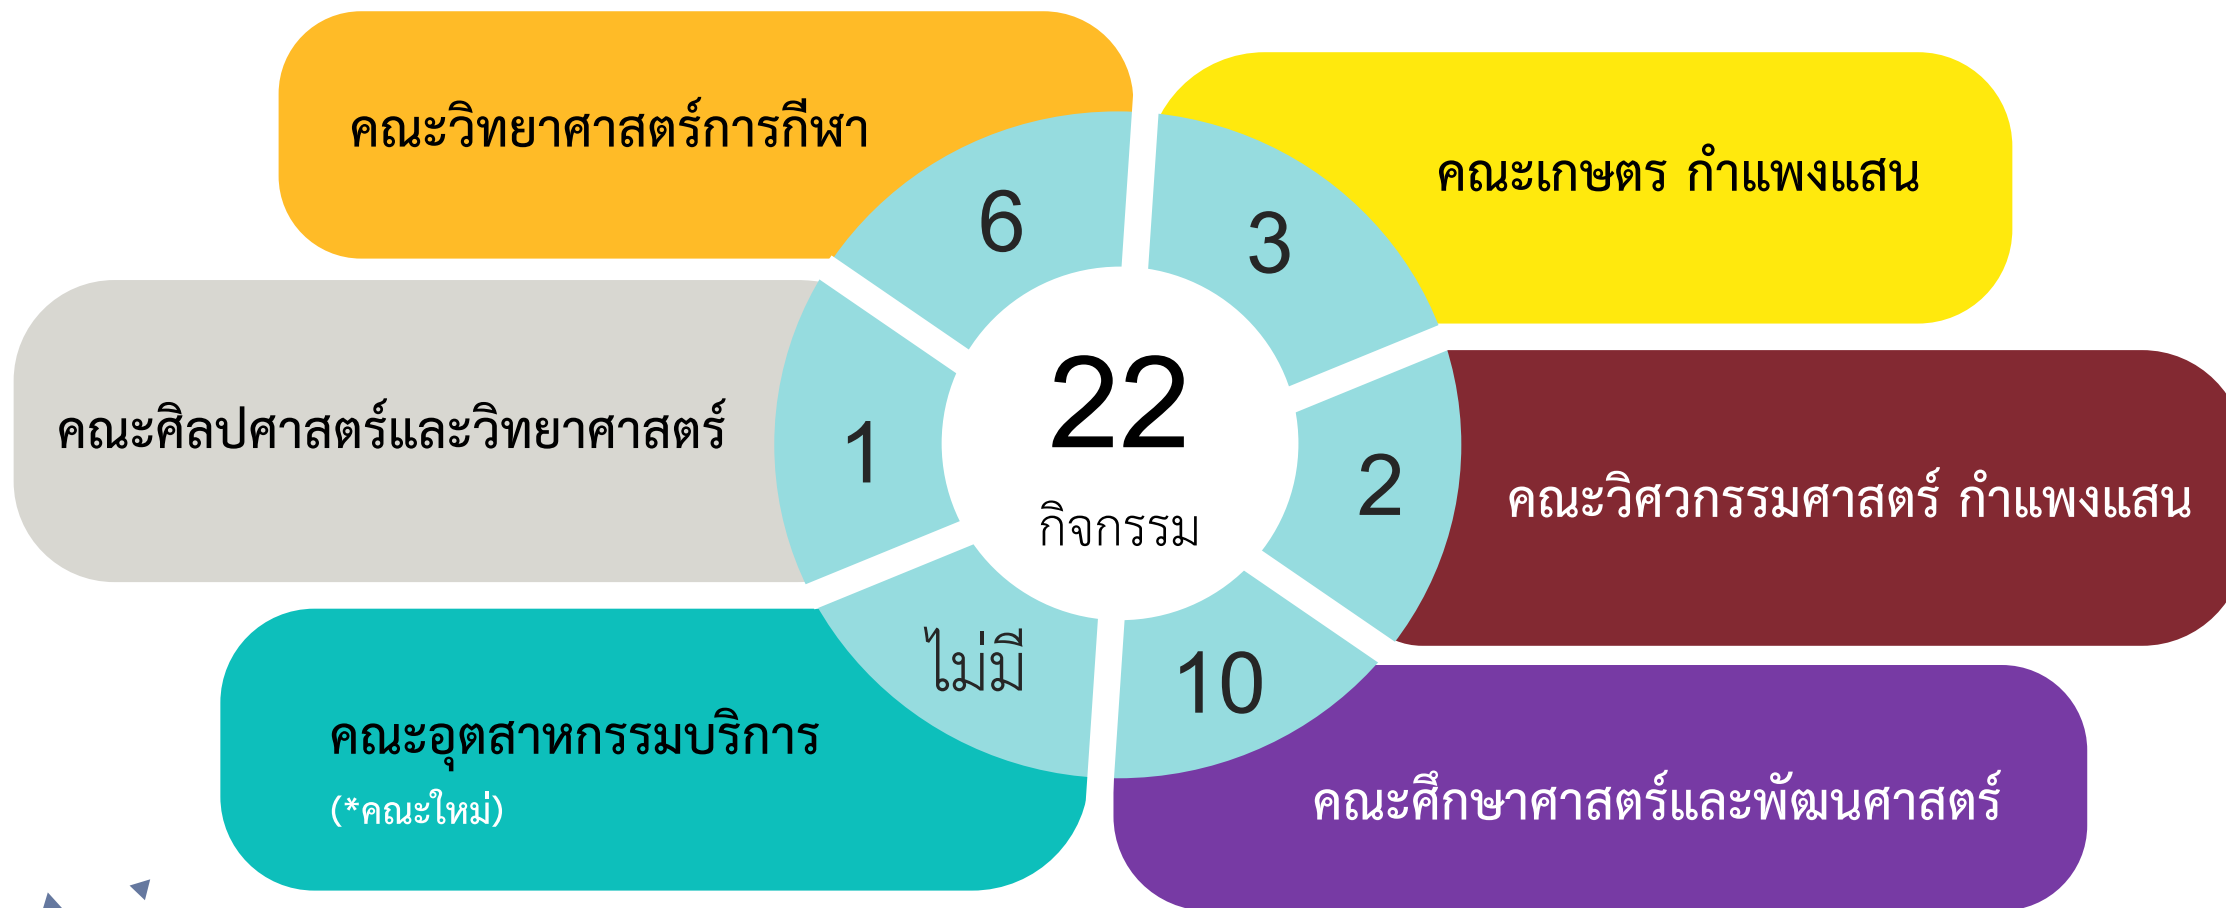 คณะวิทยาศาสตร์การกีฬา
6
3
คณะเกษตร กำแพงแสน
คณะศิลปศาสตร์และวิทยาศาสตร์
1
22
กิจกรรม
2
คณะวิศวกรรมศาสตร์ กำแพงแสน
ไม่มี
10
คณะอุตสาหกรรมบริการ
(*คณะใหม่)
คณะศึกษาศาสตร์และพัฒนศาสตร์